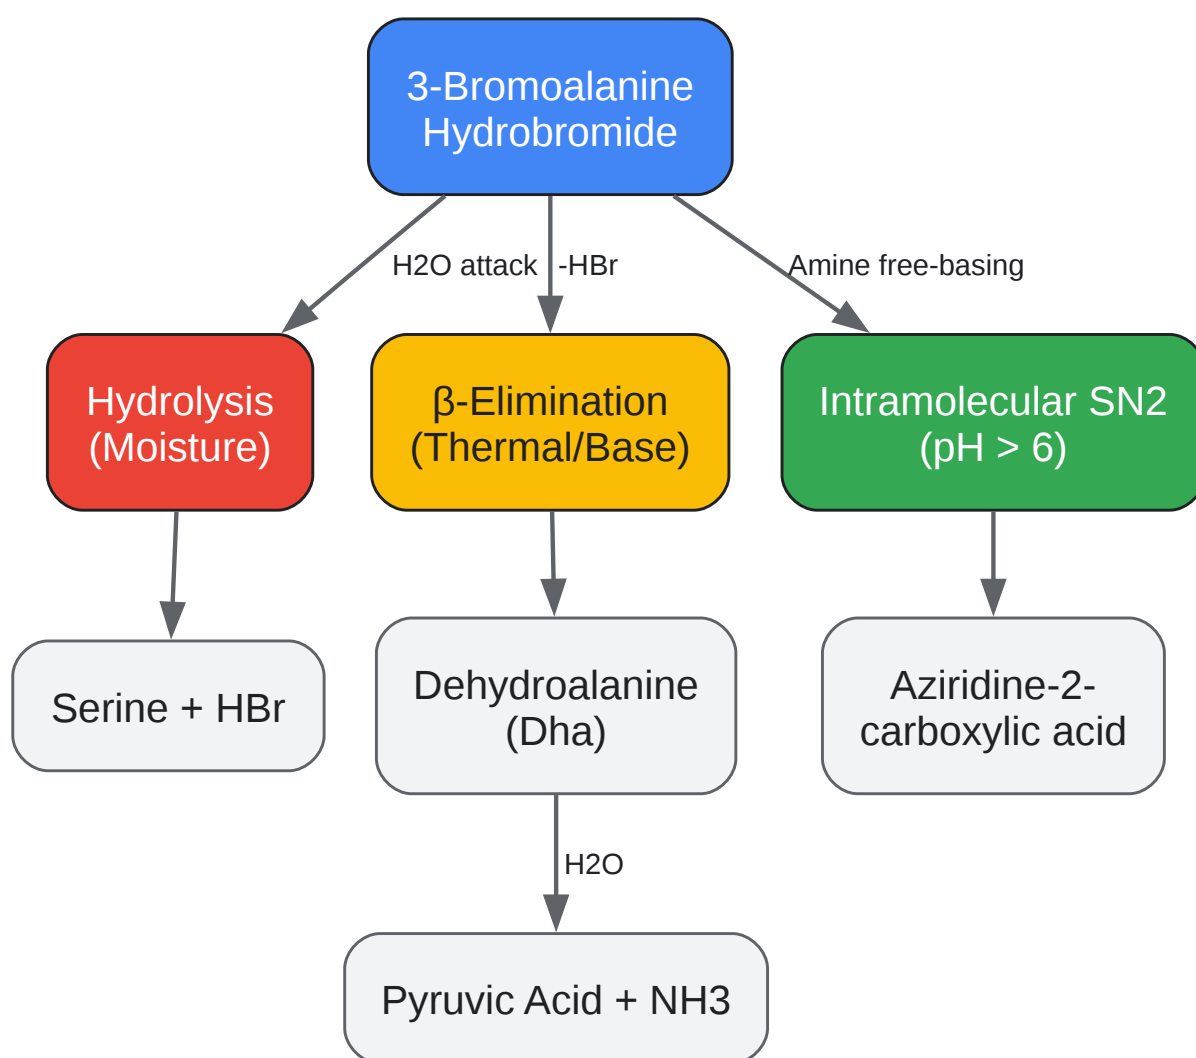 3-Bromoalanine
Hydrobromide
H2O attack
-HBr
Amine free-basing
Hydrolysis
(Moisture)
β-Elimination
(Thermal/Base)
Intramolecular SN2
(pH > 6)
Serine + HBr
Dehydroalanine
(Dha)
Aziridine-2-
carboxylic acid
H2O
Pyruvic Acid + NH3